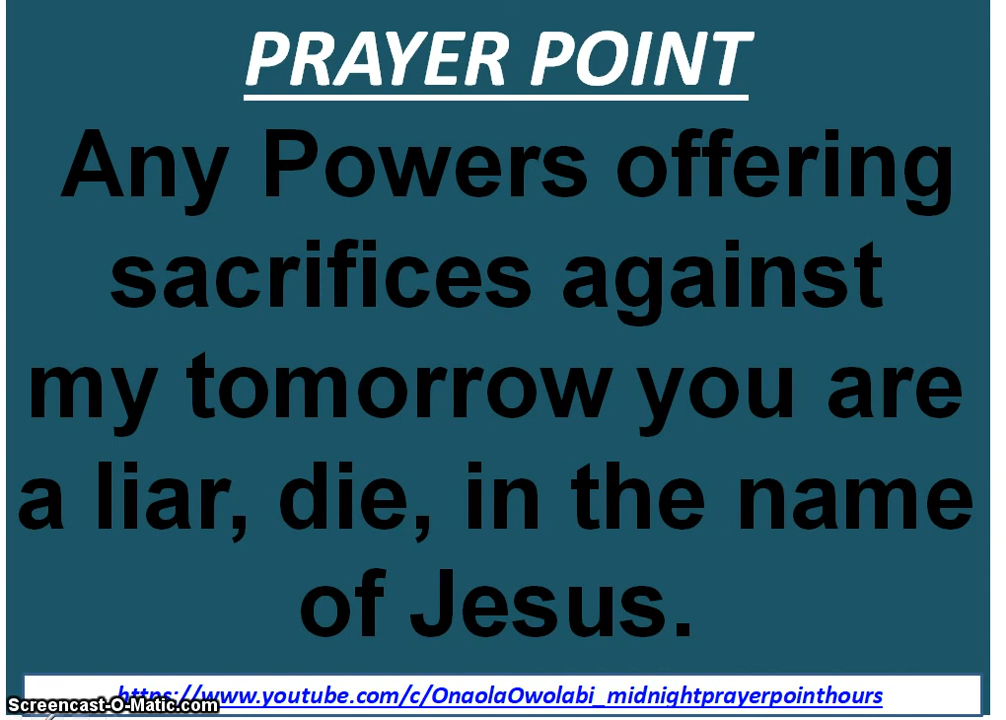 PRAYER POINT
Any Powers offering
sacrifices against
my tomorrow you are
a liar, die, in the name
of Jesus.
https://www.youtube.com/c/OnaolaOwolabi_midnightprayerpointhours
Screencast-O-Matic.com